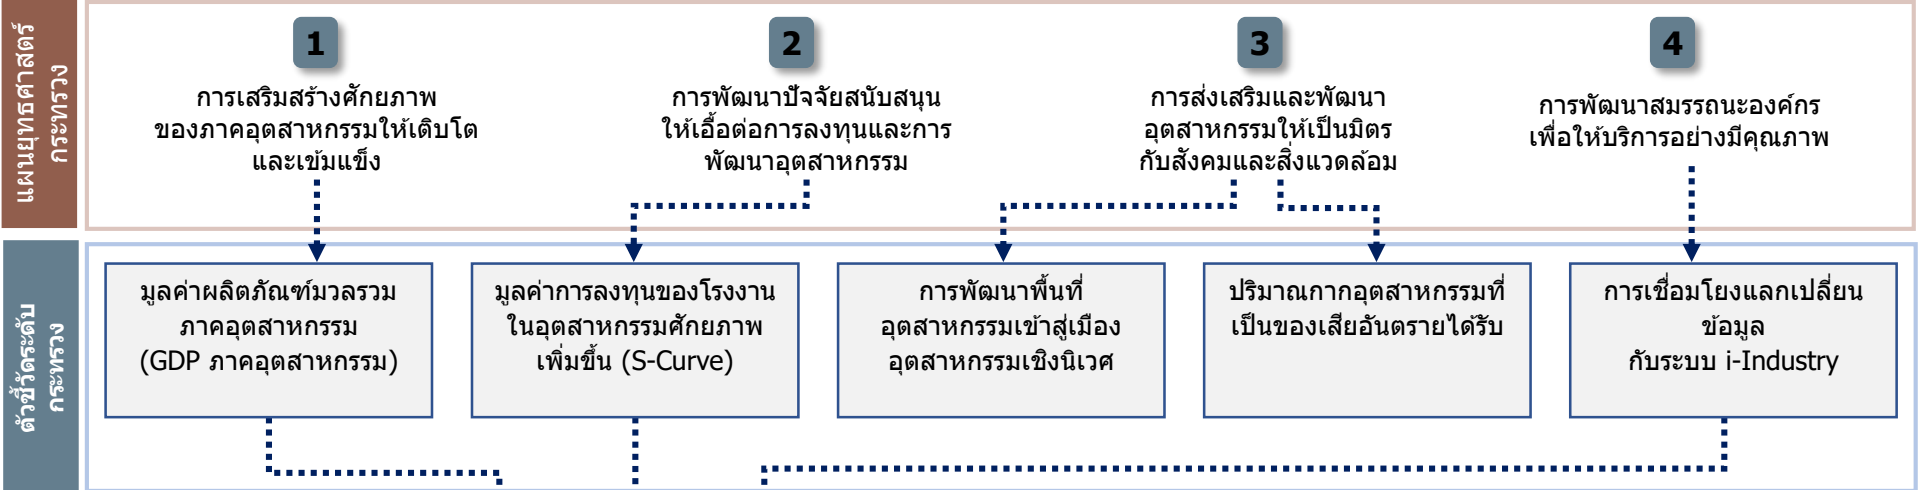 แผนยุทธศาสตร์
กระทรวง
1
การเสริมสร้างศักยภาพ
ของภาคอุตสาหกรรมให้เติบโต
และเข้มแข็ง
2
การพัฒนาปัจจัยสนับสนุน
ให้เอื้อต่อการลงทุนและการ
พัฒนาอุตสาหกรรม
3
การส่งเสริมและพัฒนา
อุตสาหกรรมให้เป็นมิตร
กับสังคมและสิ่งแวดล้อม
4
การพัฒนาสมรรถนะองค์กร
เพื่อให้บริการอย่างมีคุณภาพ
ตัวชี้วัดระดับ
กระทรวง
มูลค่าผลิตภัณฑ์มวลรวม
ภาคอุตสาหกรรม
(GDP ภาคอุตสาหกรรม)
มูลค่าการลงทุนของโรงงาน
ในอุตสาหกรรมศักยภาพ
เพิ่มขึ้น (S-Curve)
การพัฒนาพื้นที่
อุตสาหกรรมเข้าสู่เมือง
อุตสาหกรรมเชิงนิเวศ
ปริมาณกากอุตสาหกรรมที่
เป็นของเสียอันตรายได้รับ
การเชื่อมโยงแลกเปลี่ยน
ข้อมูล
กับระบบ i-Industry